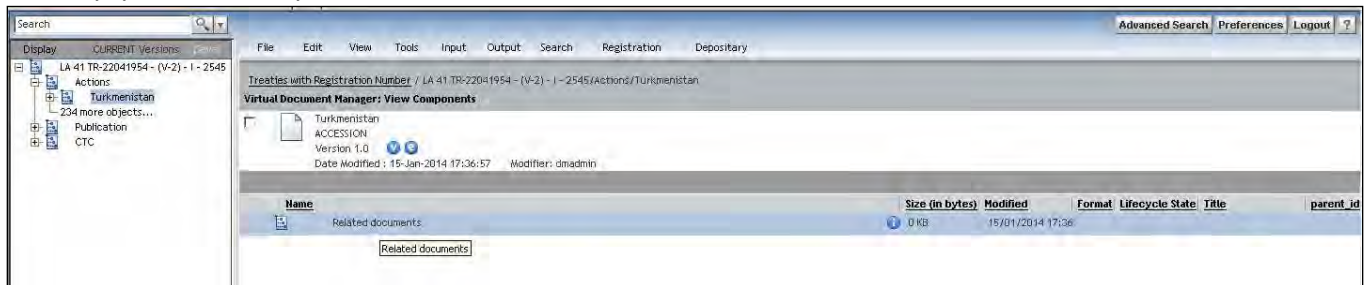 Search
Advanced Search Preferences Logout ?
Display CURRENT Versions
File Edit View Tools Input Output Search Registration Depositary
LA 41 TR-22041954 - (V-2) - I - 2545
Actions
Turkmenistan
234 more objects...
Publication
CTC
Treaties with Registration Number / LA 41 TR-22041954 - (V-2) - I - 2545/Actions/Turkmenistan
Virtual Document Manager: View Components
Turkmenistan
ACCESSION
Version 1.0
Date Modified : 15-Jan-2014 17:36:57 Modifier: dmadmin
Name Size (in bytes) Modified Format Lifecycle State Title parent_id
Related documents 0 KB 15/01/2014 17:36
Related documents